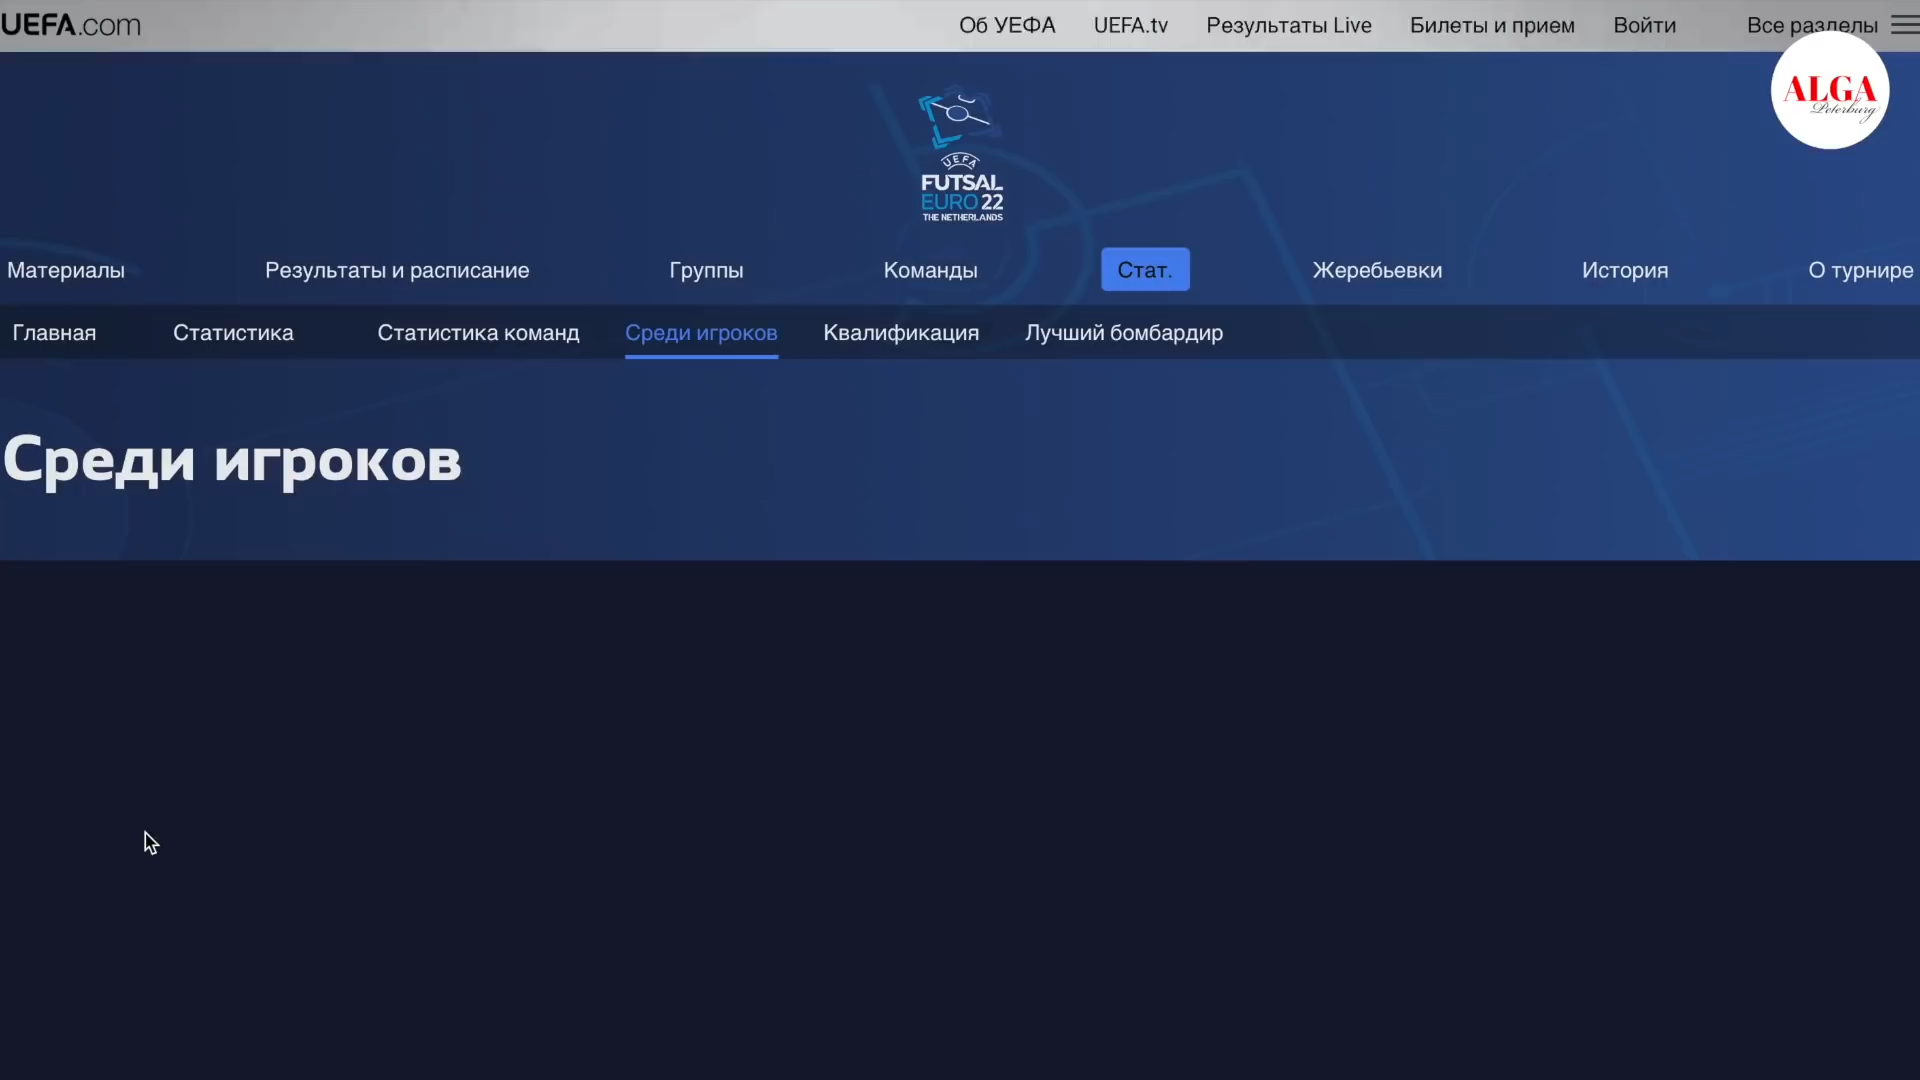 UEFA.com Об УЕФА UEFA.tv Результаты Live Билеты и прием Войти Все разделы
ALGA
Peterburg
UEFA
FUTSAL
EURO 22
THE NETHERLANDS
Материалы Результаты и расписание Группы Команды Стат. Жеребьевки История О турнире
Главная Статистика Статистика команд Среди игроков Квалификация Лучший бомбардир
Среди игроков